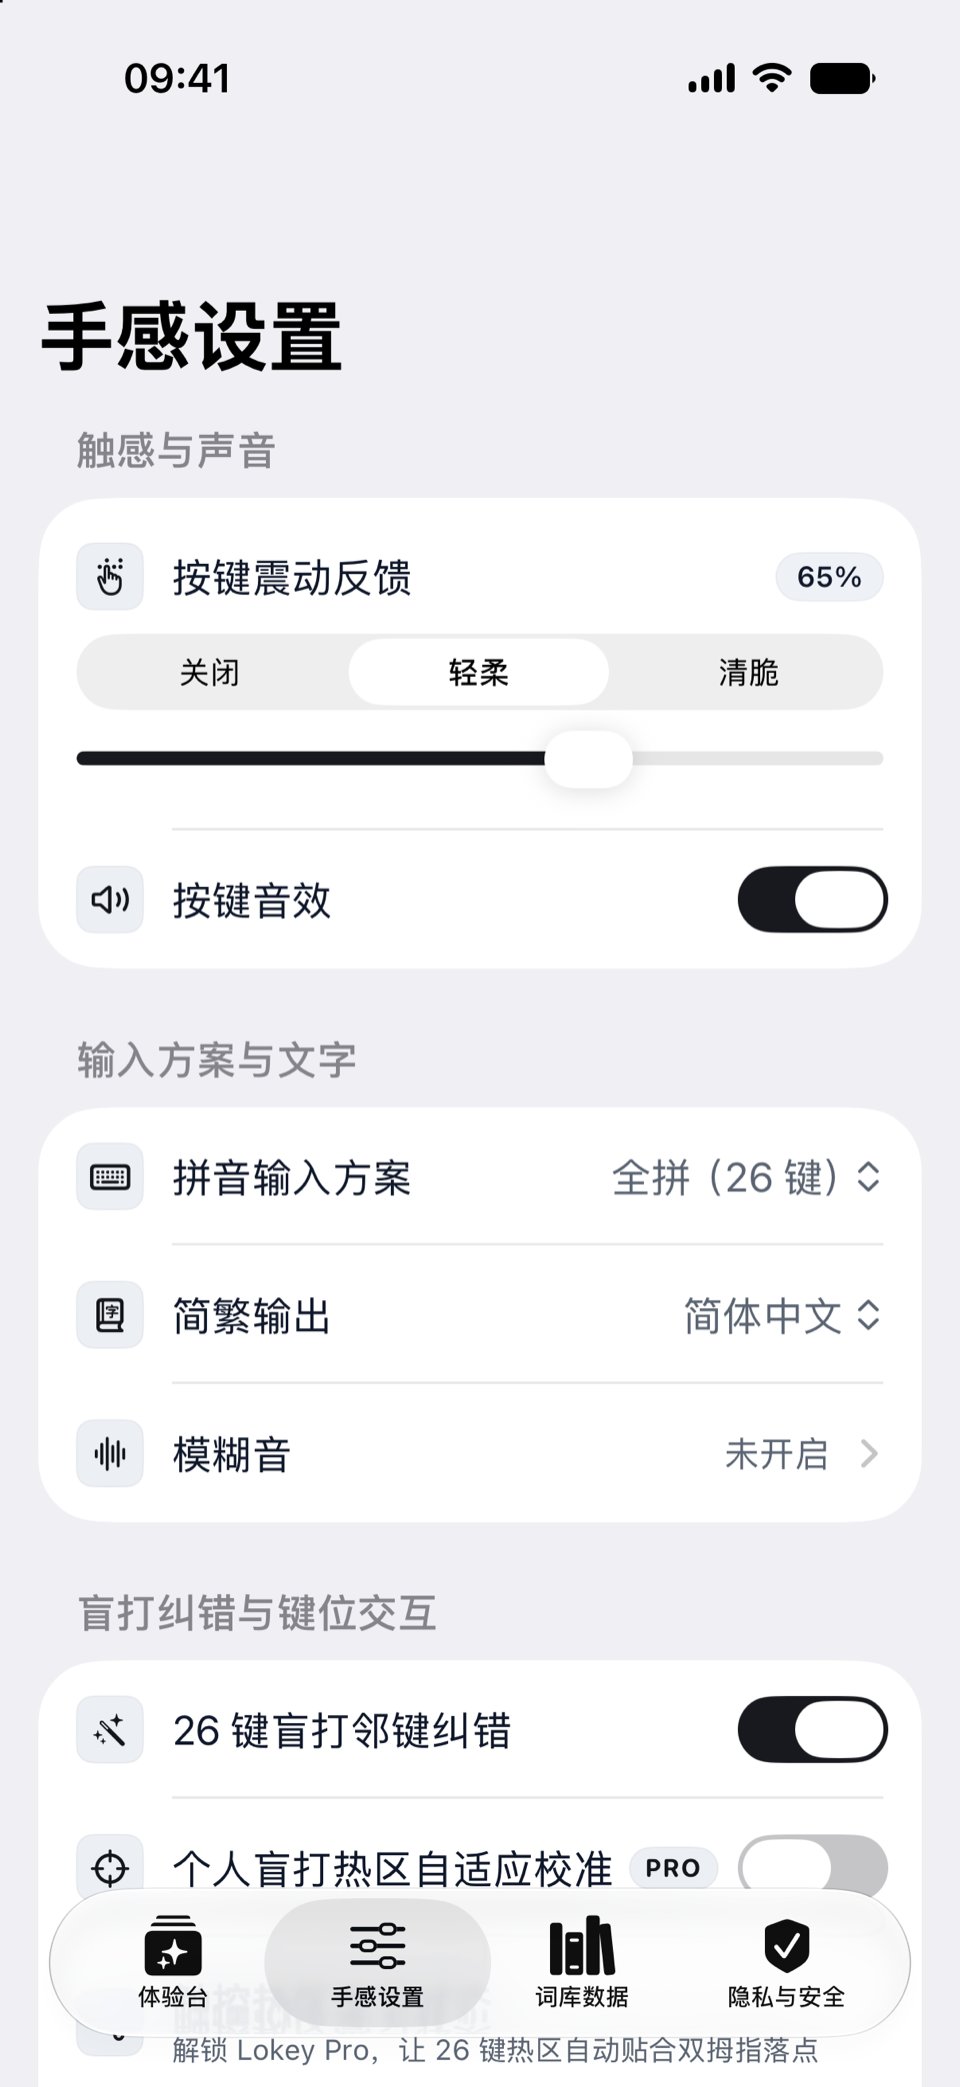 09:41
手感设置
触感与声音
按键震动反馈
65%
关闭
轻柔
清脆
按键音效
输入方案与文字
拼音输入方案
全拼（26 键）
简繁输出
简体中文
模糊音
未开启
盲打纠错与键位交互
26 键盲打邻键纠错
个人盲打热区自适应校准
PRO
体验台
手感设置
词库数据
隐私与安全
解锁 Lokey Pro，让 26 键热区自动贴合双拇指落点